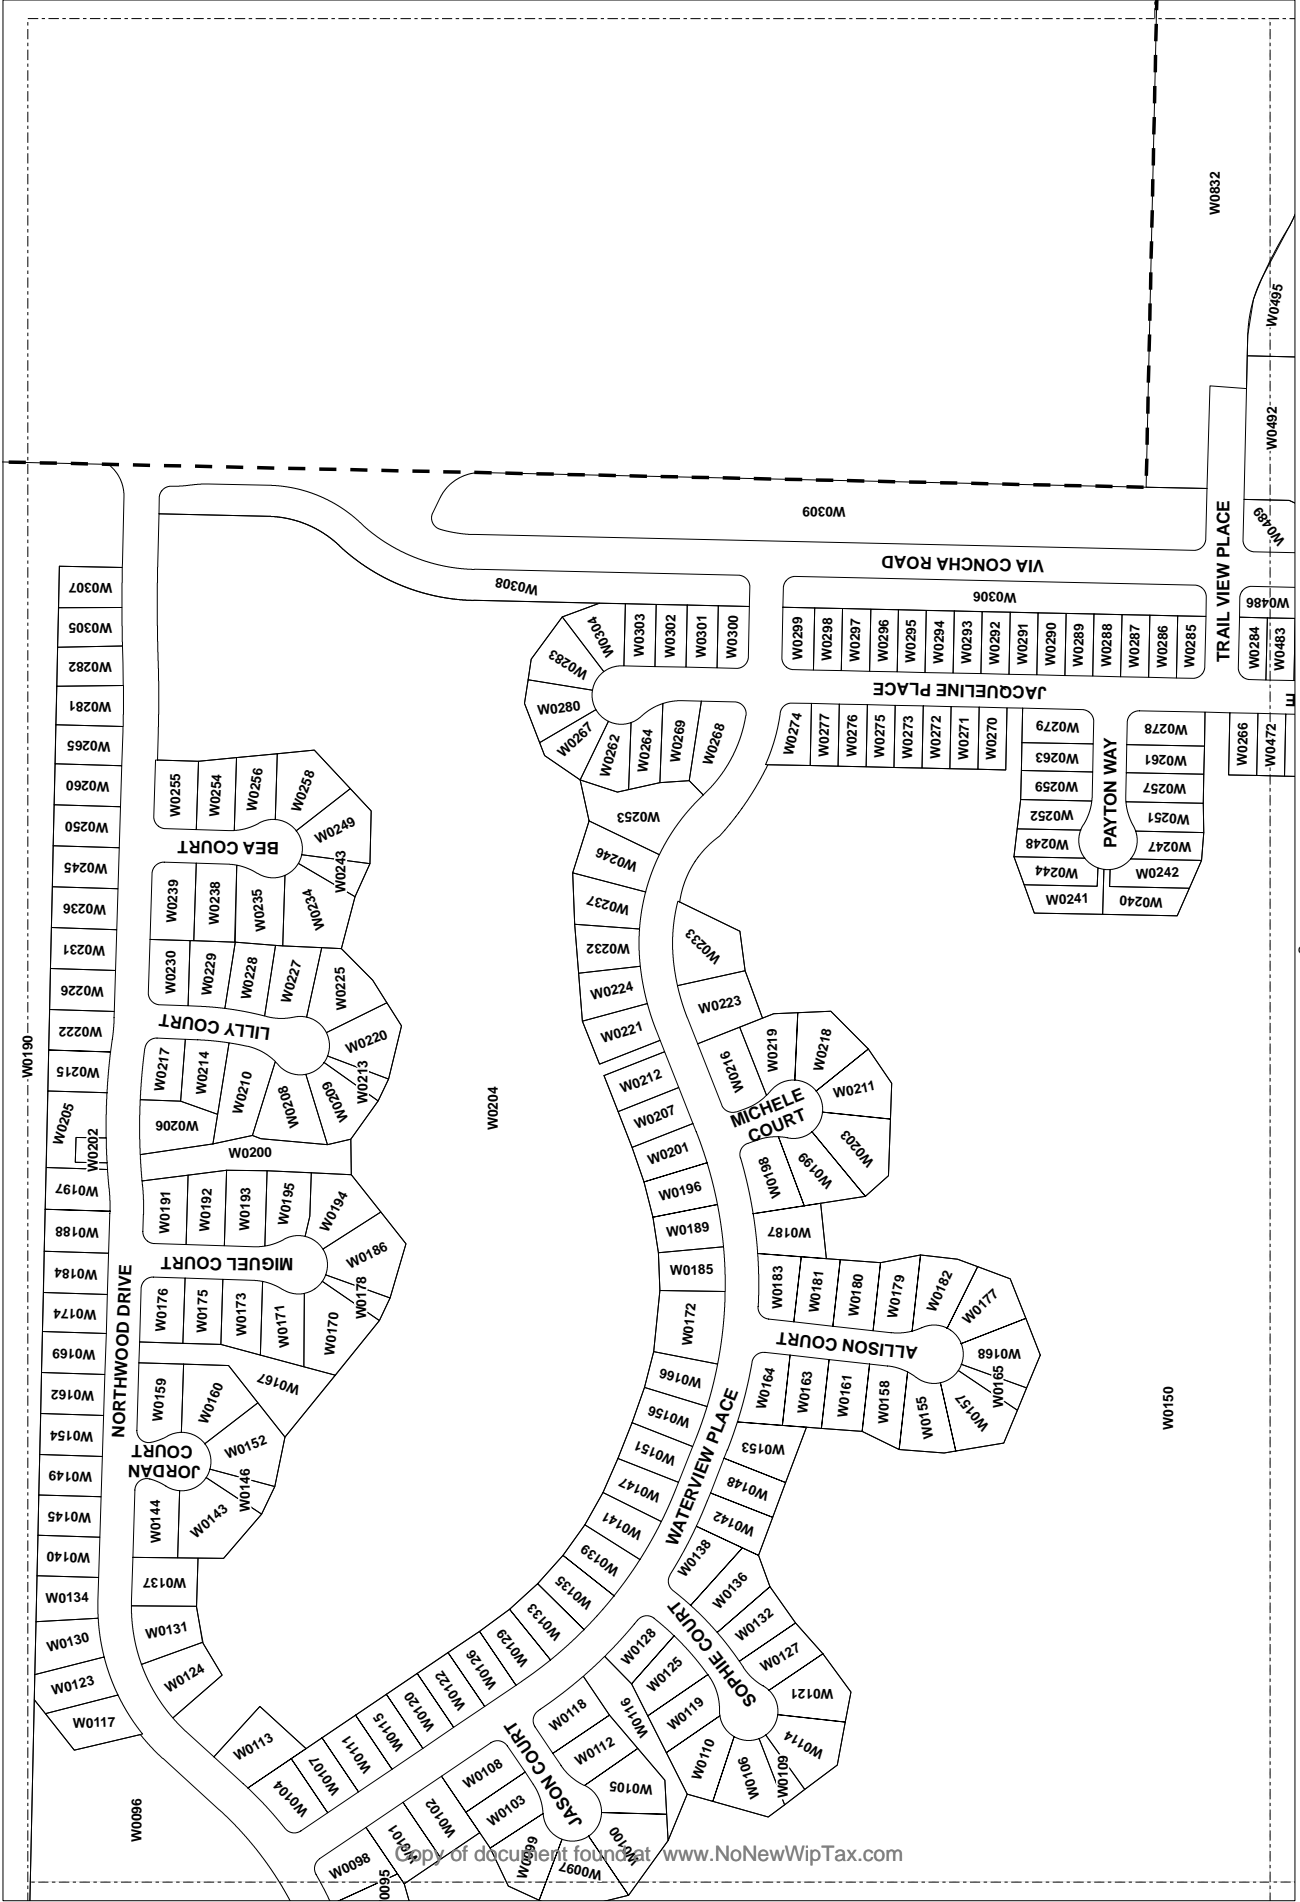 W0832
W0495
W0492
W0489
W0309
VIA CONCHA ROAD
TRAIL VIEW PLACE
W0308
W0306
W0486
W0307
W0305
W0282
W0281
W0265
W0260
W0250
W0245
W0236
W0231
W0226
W0222
W0215
W0205
W0202
W0197
W0188
W0184
W0174
W0169
W0162
W0154
W0149
W0145
W0140
W0134
W0130
W0123
W0117
W0190
NORTHWOOD DRIVE
W0304
W0303
W0302
W0301
W0300
W0299
W0298
W0297
W0296
W0295
W0294
W0293
W0292
W0291
W0290
W0289
W0288
W0287
W0286
W0285
W0284
W0483
W0283
W0280
W0267
W0262
W0264
W0269
W0268
JACQUELINE PLACE
E
W0274
W0277
W0276
W0275
W0273
W0272
W0271
W0270
W0279
W0263
W0259
W0252
W0248
W0244
W0241
PAYTON WAY
W0278
W0261
W0257
W0251
W0247
W0242
W0240
W0266
W0472
W0255
W0254
W0256
W0258
W0249
W0243
BEA COURT
W0239
W0238
W0235
W0234
W0230
W0229
W0228
W0227
W0225
W0220
W0213
LILLY COURT
W0217
W0214
W0210
W0208
W0209
W0206
W0200
W0204
W0191
W0192
W0193
W0195
W0194
W0186
W0178
MIGUEL COURT
W0176
W0175
W0173
W0171
W0170
W0167
W0159
W0160
W0152
W0146
JORDAN
COURT
W0144
W0143
W0137
W0131
W0124
W0113
W0096
W0253
W0246
W0237
W0232
W0224
W0221
W0212
W0207
W0201
W0196
W0189
W0185
W0172
W0166
W0156
W0151
W0147
W0141
W0139
W0135
W0133
W0129
W0126
W0122
W0120
W0115
W0111
W0107
W0104
WATERVIEW PLACE
W0233
W0223
W0216
W0219
W0218
W0211
W0203
W0199
W0198
MICHELE
COURT
W0187
W0183
W0181
W0180
W0179
W0182
W0177
W0168
W0165
ALLISON COURT
W0164
W0163
W0161
W0158
W0155
W0157
W0150
W0153
W0148
W0142
W0138
W0136
W0132
W0127
W0121
W0114
W0109
SOPHIE COURT
W0128
W0125
W0119
W0110
W0106
W0116
W0118
W0112
W0105
W0100
W0097
JASON COURT
W0108
W0103
W0099
W0102
W0101
W0098
0095
Copy of document found at www.NoNewWipTax.com